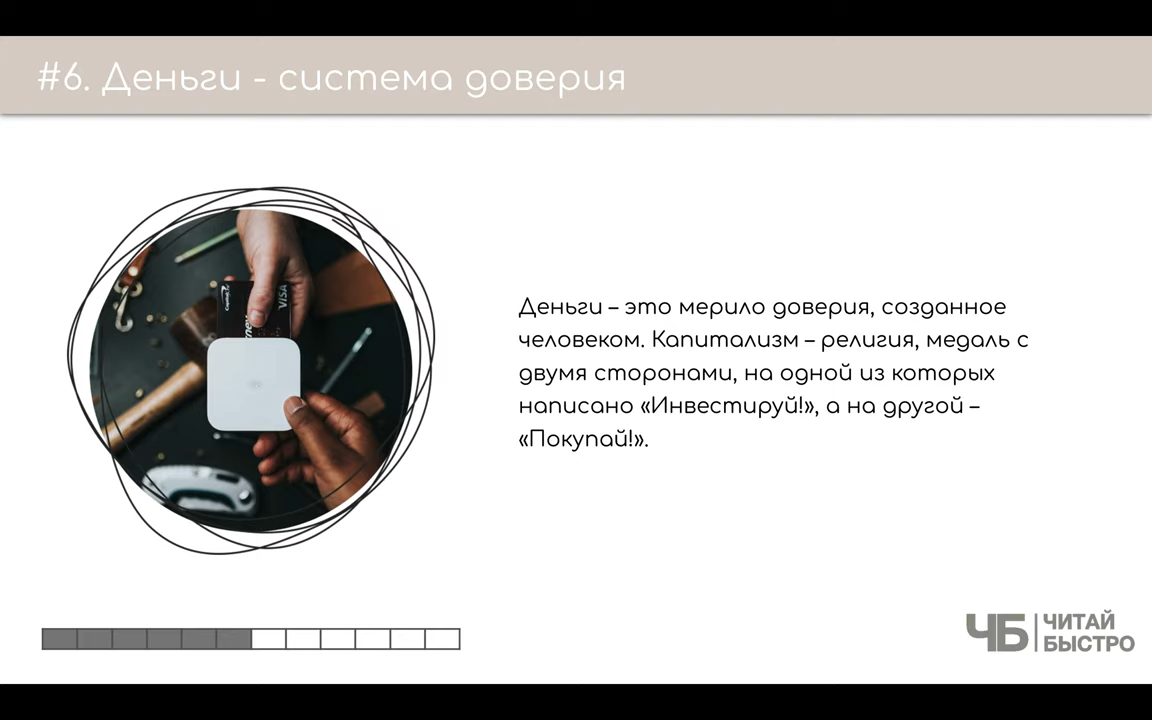 #6. Деньги - система доверия
VISA
Деньги – это мерило доверия, созданное
человеком. Капитализм – религия, медаль с
двумя сторонами, на одной из которых
написано «Инвестируй!», а на другой –
«Покупай!».
ЧБ ЧИТАЙ
БЫСТРО